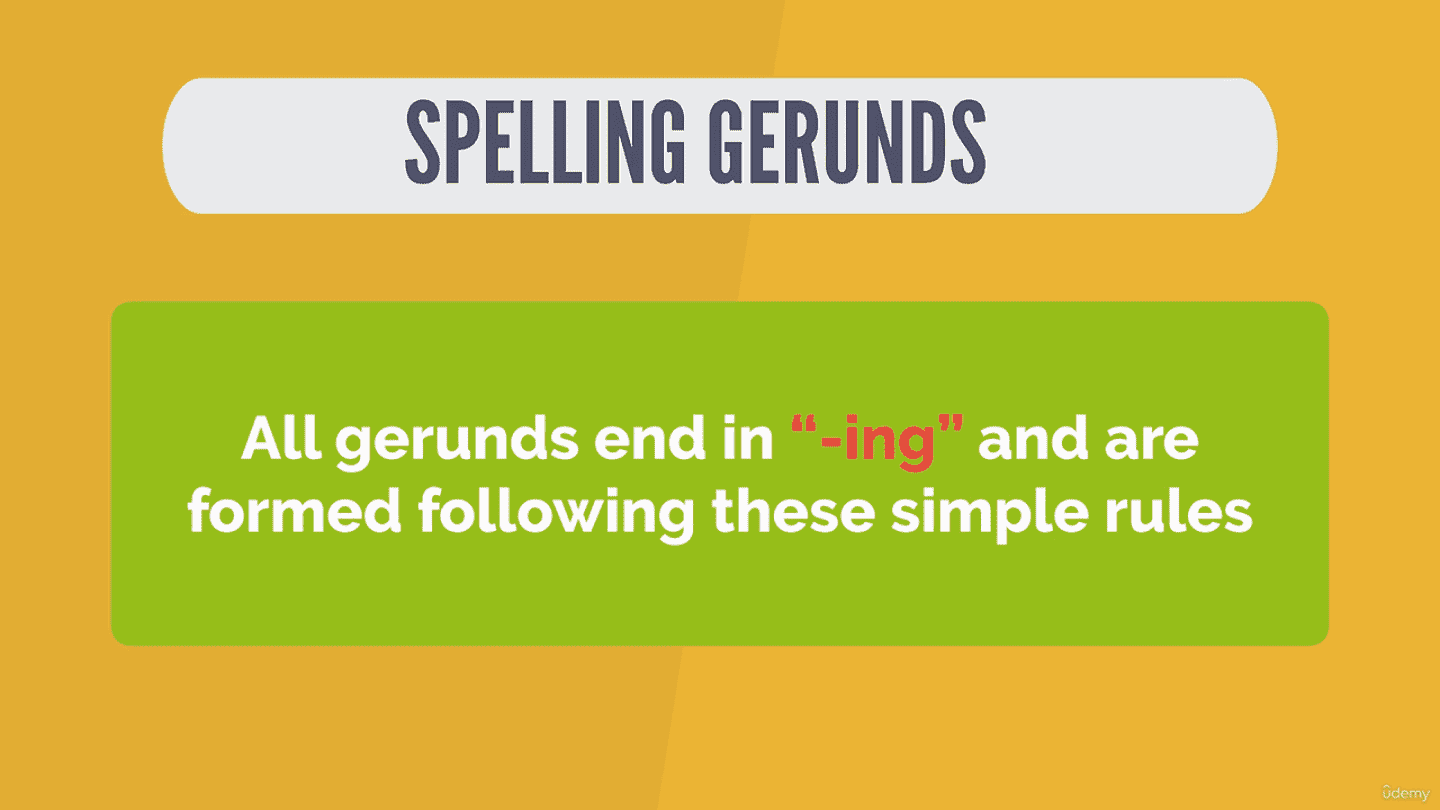 SPELLING GERUNDS
All gerunds end in “-ing” and are
formed following these simple rules
ûdemy